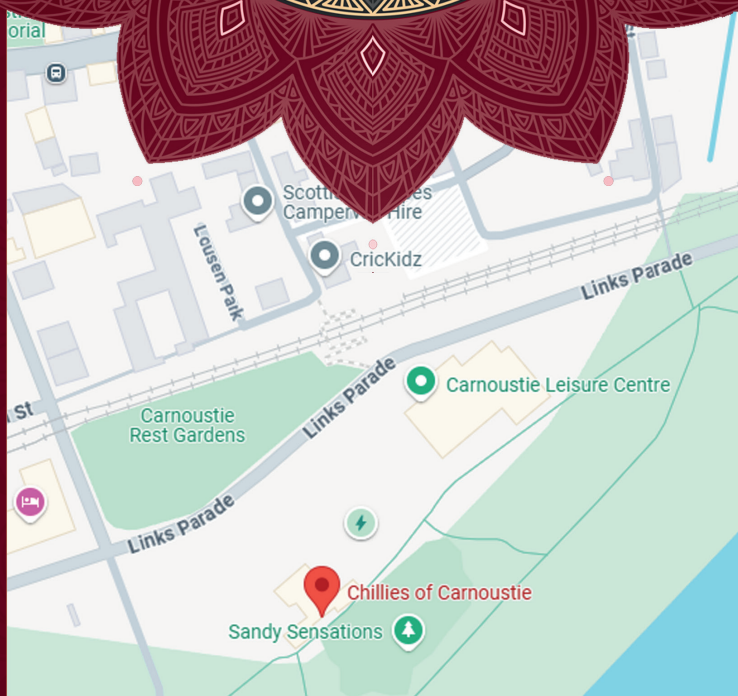 orial
Scotti
es
Camperv
Hire
CricKidz
Lousen Park
Links Parade
Links Parade
Carnoustie Leisure Centre
Carnoustie
Rest Gardens
St
Links Parade
Chillies of Carnoustie
Sandy Sensations